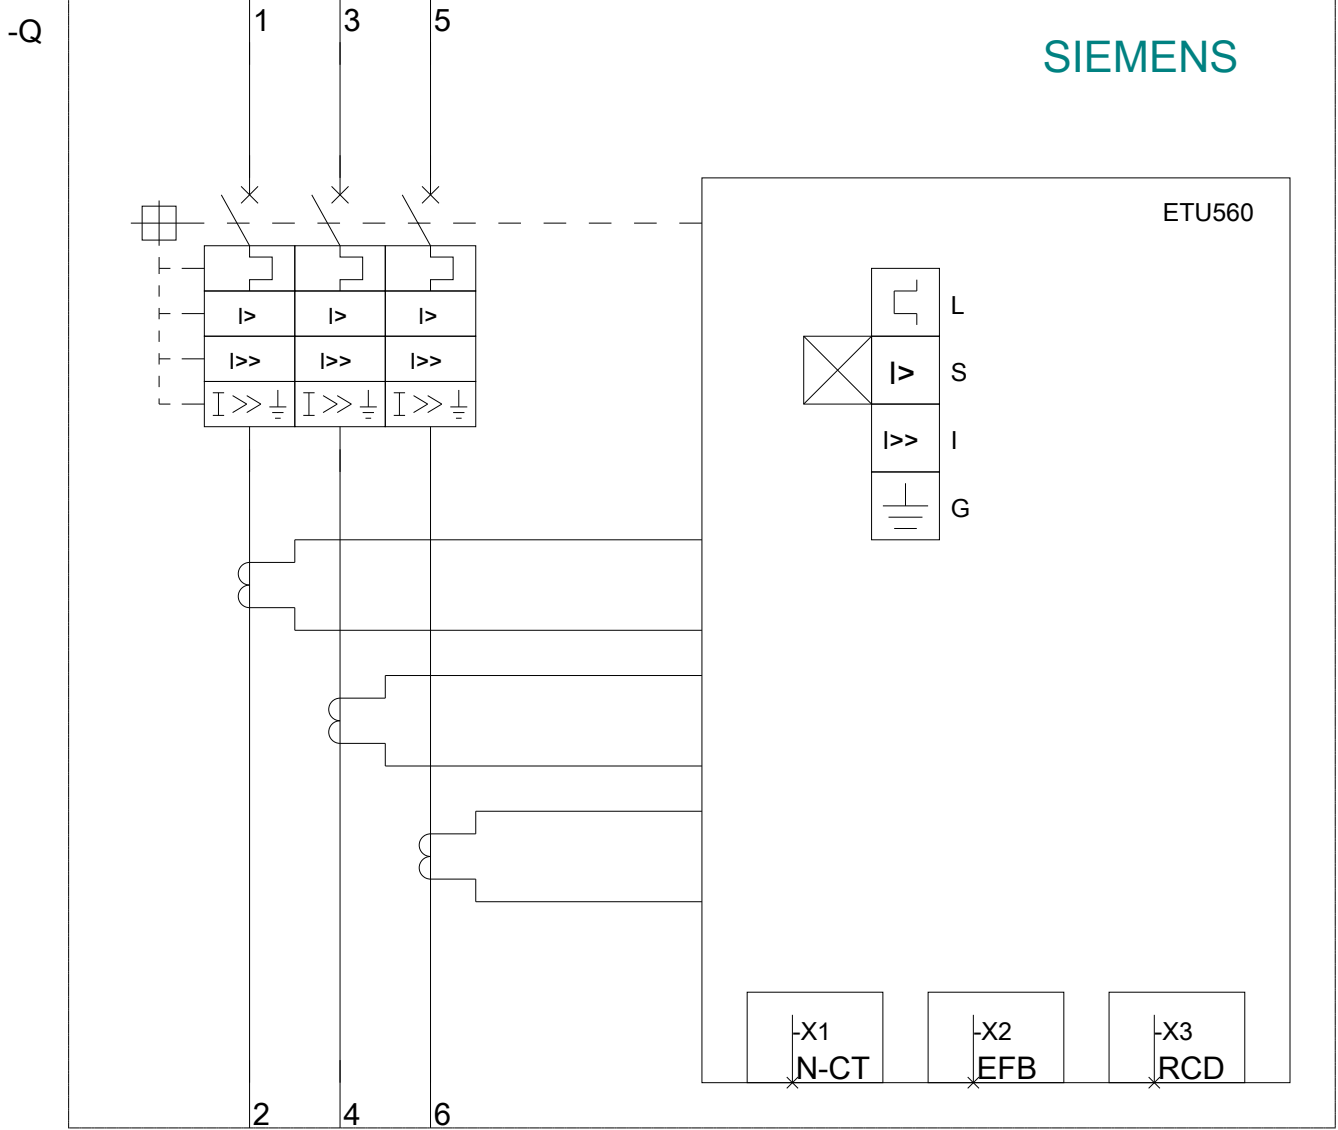 -Q
1 3 5
SIEMENS
ETU560
I> I> I>
I>> I>> I>>
I >> I >> I >>
L
I> S
I>> I
G
-X1 -X2 -X3
N-CT EFB RCD
2 4 6